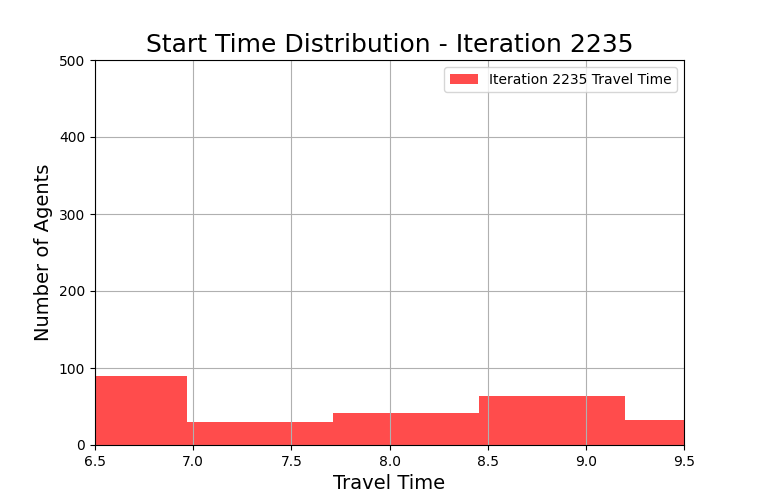 Start Time Distribution - Iteration 2235
Iteration 2235 Travel Time
Number of Agents
500
400
300
200
100
0
6.5 7.0 7.5 8.0 8.5 9.0 9.5
Travel Time